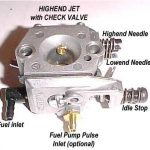 HIGHEND JET
with CHECK VALVE
Highend Needle
Lowend Needle
Idle Stop
Fuel inlet
Fuel Pump Pulse
Inlet (optional)